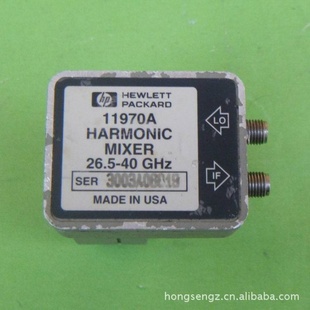 hp HEWLETT
PACKARD
11970A
HARMONIC
MIXER
26.5-40 GHz
SER
MADE IN USA
LO
IF
hongsengz.cn.alibaba.com